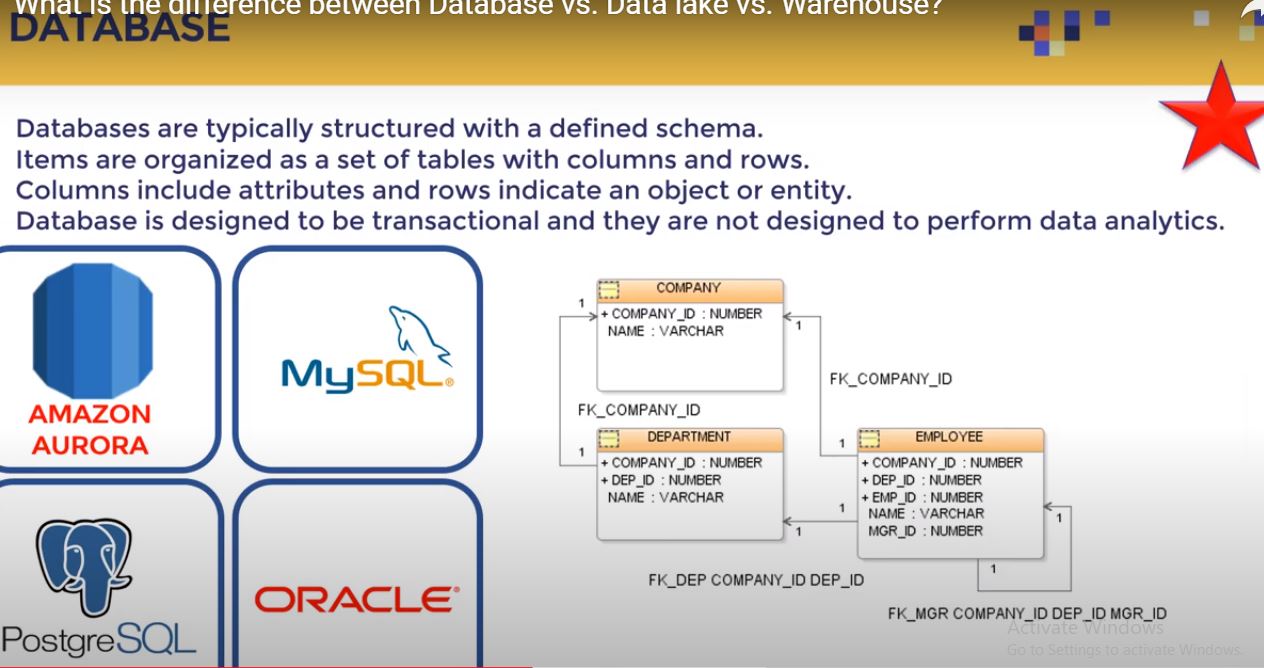 What is the difference between Database vs. Data lake vs. Warehouse?
DATABASE
Databases are typically structured with a defined schema.
Items are organized as a set of tables with columns and rows.
Columns include attributes and rows indicate an object or entity.
Database is designed to be transactional and they are not designed to perform data analytics.
AMAZON
AURORA
MySQL®
PostgreSQL
ORACLE®
1
COMPANY
+ COMPANY_ID : NUMBER
NAME : VARCHAR
1
FK_COMPANY_ID
FK_COMPANY_ID
1
DEPARTMENT
+ COMPANY_ID : NUMBER
+ DEP_ID : NUMBER
NAME : VARCHAR
1
EMPLOYEE
+ COMPANY_ID : NUMBER
+ DEP_ID : NUMBER
+ EMP_ID : NUMBER
NAME : VARCHAR
MGR_ID : NUMBER
1
1
1
1
FK_DEP COMPANY_ID DEP_ID
FK_MGR COMPANY_ID DEP_ID MGR_ID
Activate Windows
Go to Settings to activate Windows.